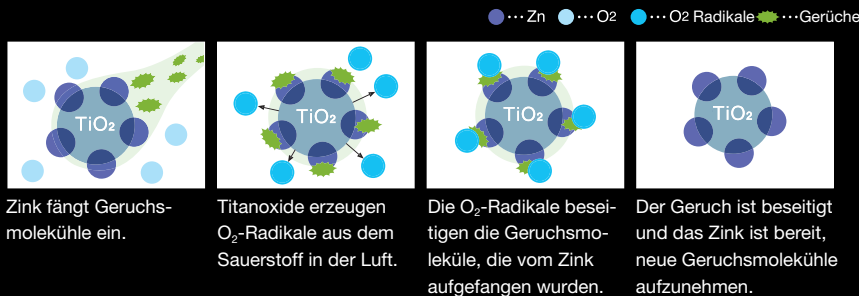 ···Zn ···O2 ···O2 Radikale ···Gerüche
TiO₂
TiO₂
TiO₂
TiO₂
Zink fängt Geruchs-
molekühle ein.
Titanoxide erzeugen
O₂-Radikale aus dem
Sauerstoff in der Luft.
Die O₂-Radikale besei-
tigen die Geruchsmo-
leküle, die vom Zink
aufgefangen wurden.
Der Geruch ist beseitigt
und das Zink ist bereit,
neue Geruchsmolekühle
aufzunehmen.